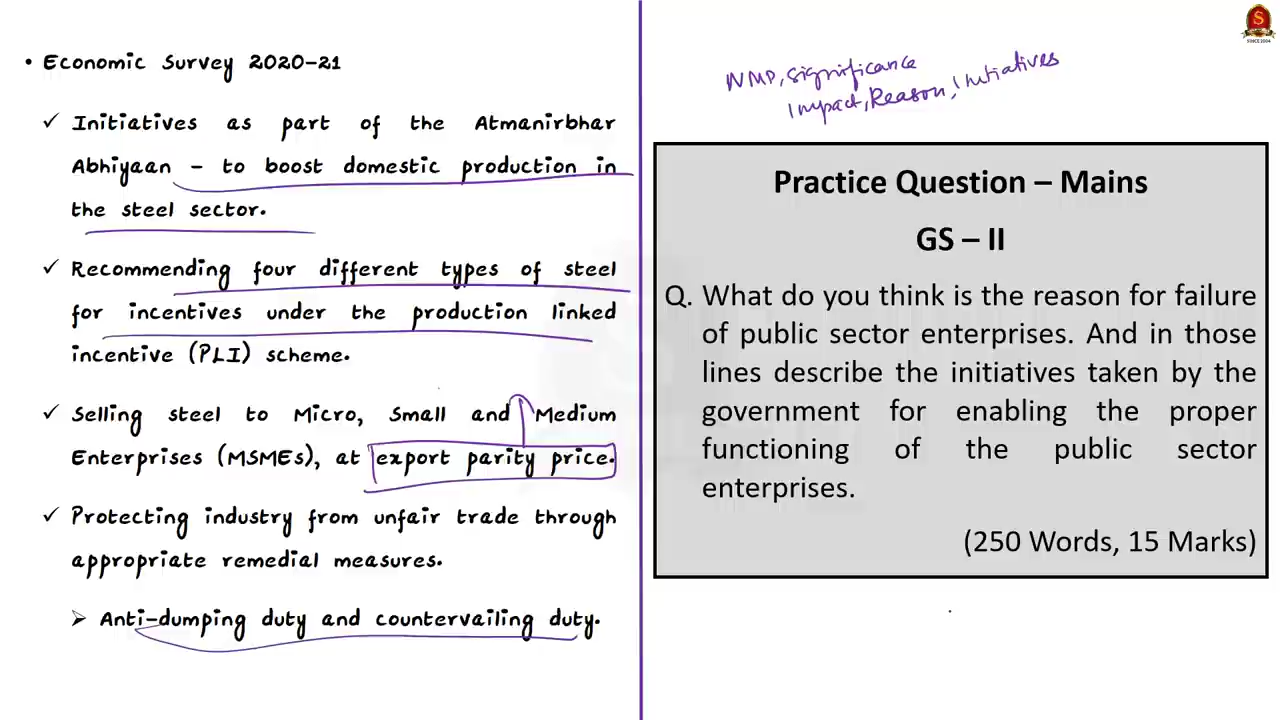 • Economic Survey 2020-21
✓ Initiatives as part of the Atmanirbhar
Abhiyaan - to boost domestic production in
the steel sector.
✓ Recommending four different types of steel
for incentives under the production linked
incentive (PLI) scheme.
✓ Selling steel to Micro, Small and Medium
Enterprises (MSMEs), at export parity price.
✓ Protecting industry from unfair trade through
appropriate remedial measures.
➢ Anti-dumping duty and countervailing duty.
NMP, Significance
Impact, Reason, Initiatives
Practice Question – Mains
GS – II
Q. What do you think is the reason for failure
of public sector enterprises. And in those
lines describe the initiatives taken by the
government for enabling the proper
functioning of the public sector
enterprises.
(250 Words, 15 Marks)
S
SINCE 2004